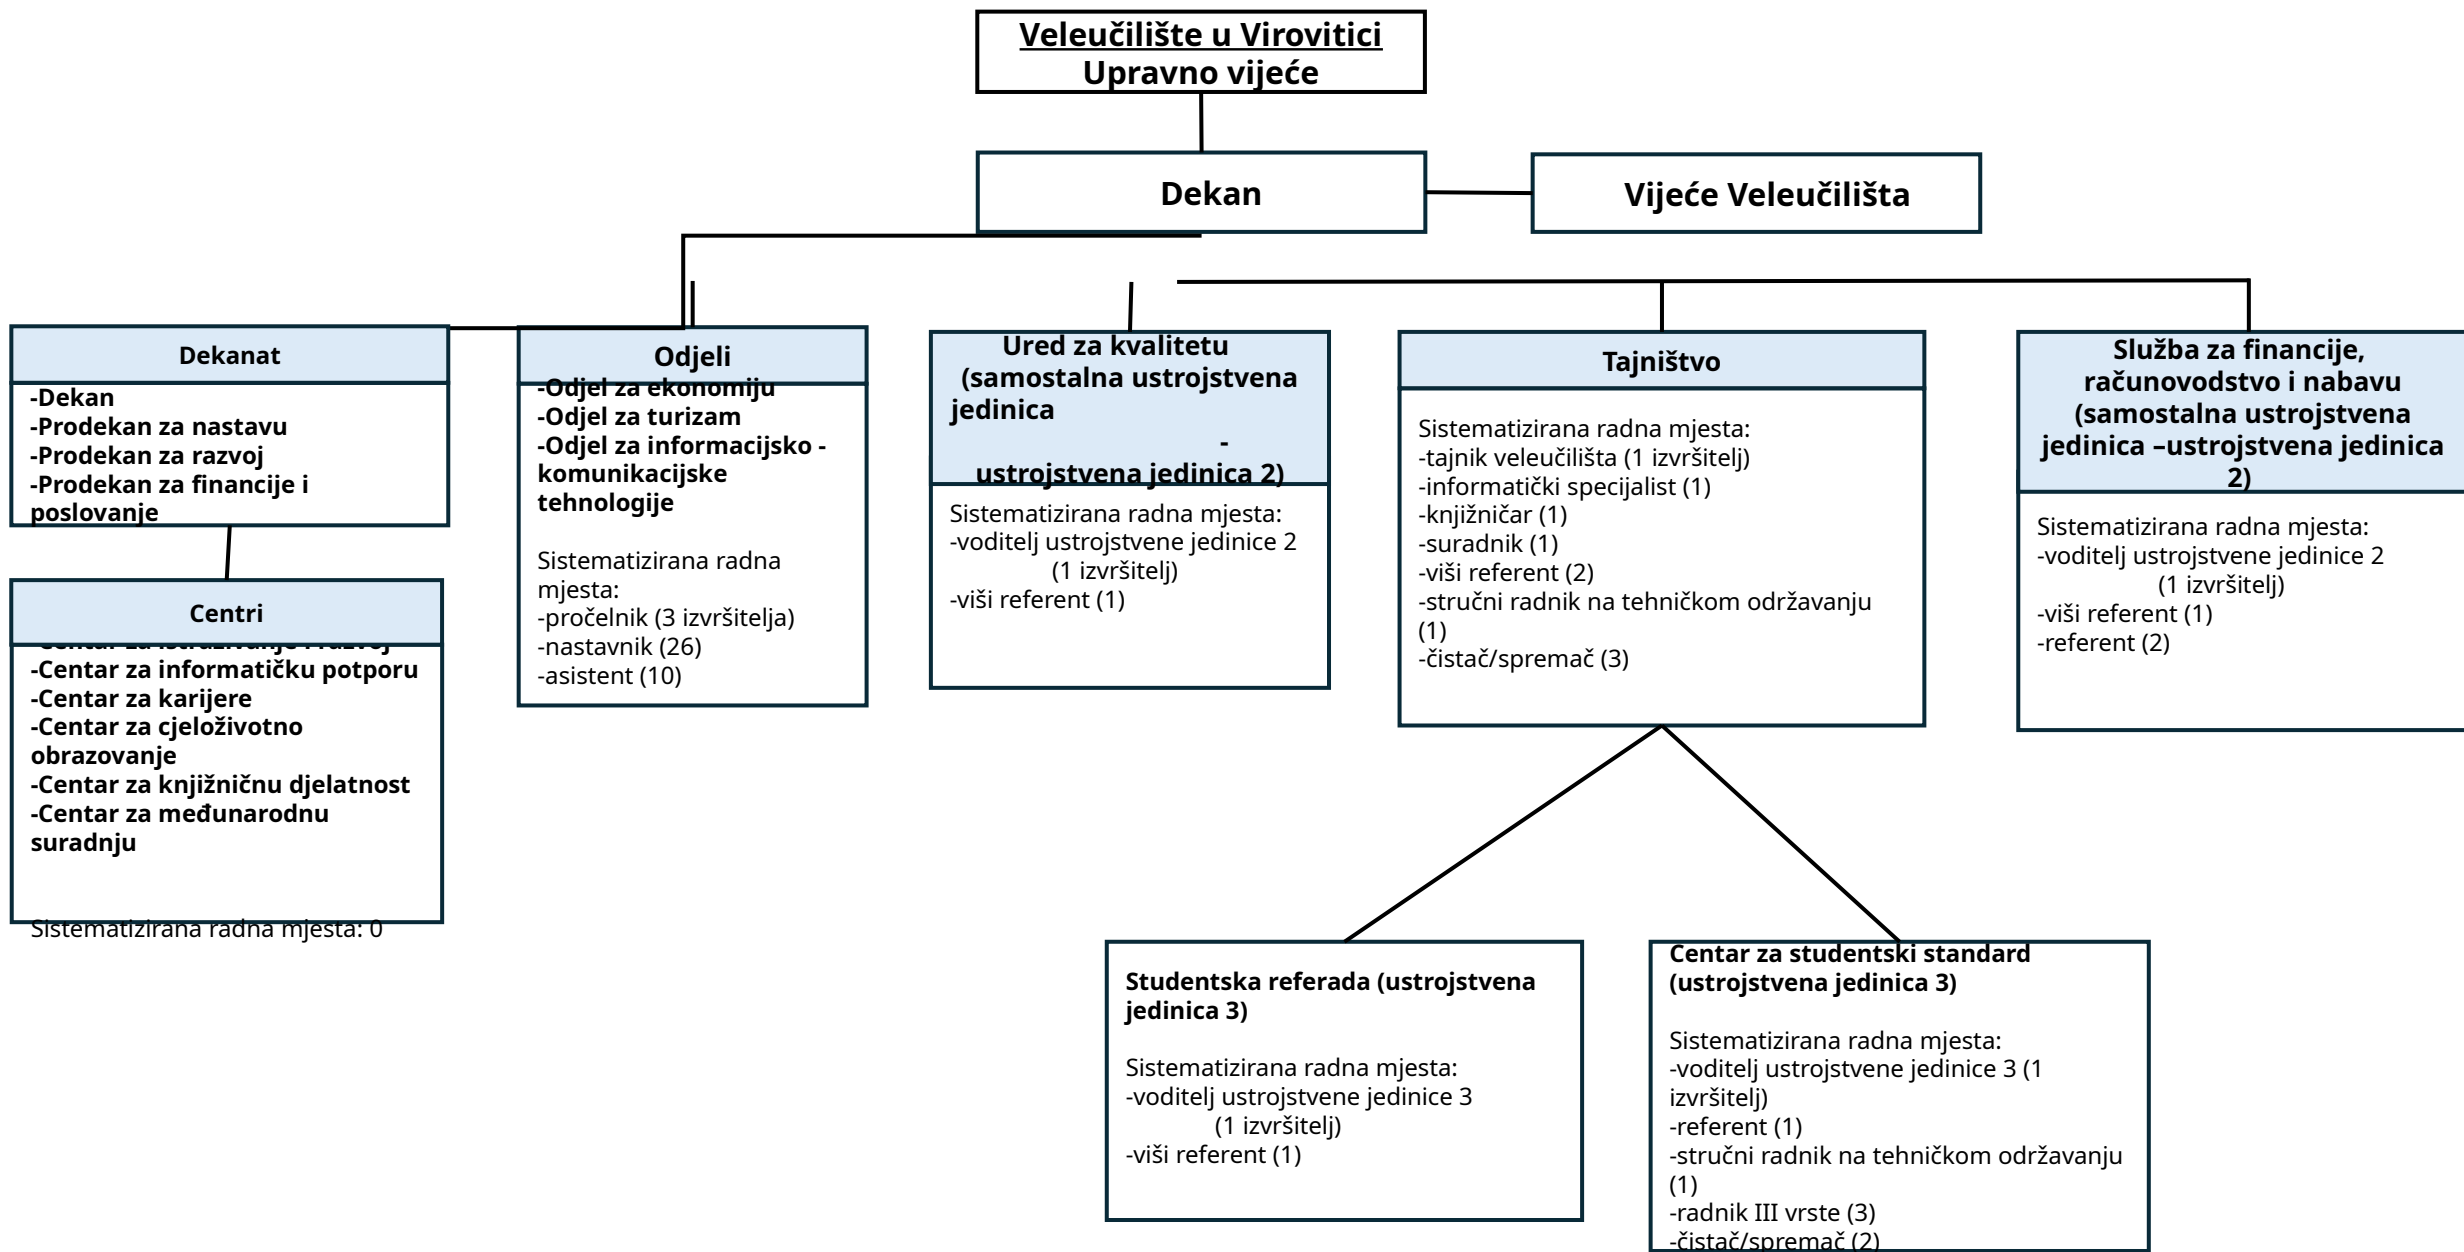 Veleučilište u Virovitici
Upravno vijeće
Dekan
Vijeće Veleučilišta
Dekanat
-Dekan
-Prodekan za nastavu
-Prodekan za razvoj
-Prodekan za financije i
poslovanje
Centri
-Centar za istraživanje i razvoj
-Centar za informatičku potporu
-Centar za karijere
-Centar za cjeloživotno
obrazovanje
-Centar za knjižničnu djelatnost
-Centar za međunarodnu
suradnju
Sistematizirana radna mjesta: 0
Odjeli
-Odjel za ekonomiju
-Odjel za turizam
-Odjel za informacijsko -
komunikacijske
tehnologije
Sistematizirana radna
mjesta:
-pročelnik (3 izvršitelja)
-nastavnik (26)
-asistent (10)
Ured za kvalitetu
(samostalna ustrojstvena
jedinica
-
ustrojstvena jedinica 2)
Sistematizirana radna mjesta:
-voditelj ustrojstvene jedinice 2
(1 izvršitelj)
-viši referent (1)
Tajništvo
Sistematizirana radna mjesta:
-tajnik veleučilišta (1 izvršitelj)
-informatički specijalist (1)
-knjižničar (1)
-suradnik (1)
-viši referent (2)
-stručni radnik na tehničkom održavanju
(1)
-čistač/spremač (3)
Služba za financije,
računovodstvo i nabavu
(samostalna ustrojstvena
jedinica –ustrojstvena jedinica
2)
Sistematizirana radna mjesta:
-voditelj ustrojstvene jedinice 2
(1 izvršitelj)
-viši referent (1)
-referent (2)
Studentska referada (ustrojstvena
jedinica 3)
Sistematizirana radna mjesta:
-voditelj ustrojstvene jedinice 3
(1 izvršitelj)
-viši referent (1)
Centar za studentski standard
(ustrojstvena jedinica 3)
Sistematizirana radna mjesta:
-voditelj ustrojstvene jedinice 3 (1
izvršitelj)
-referent (1)
-stručni radnik na tehničkom održavanju
(1)
-radnik III vrste (3)
-čistač/spremač (2)